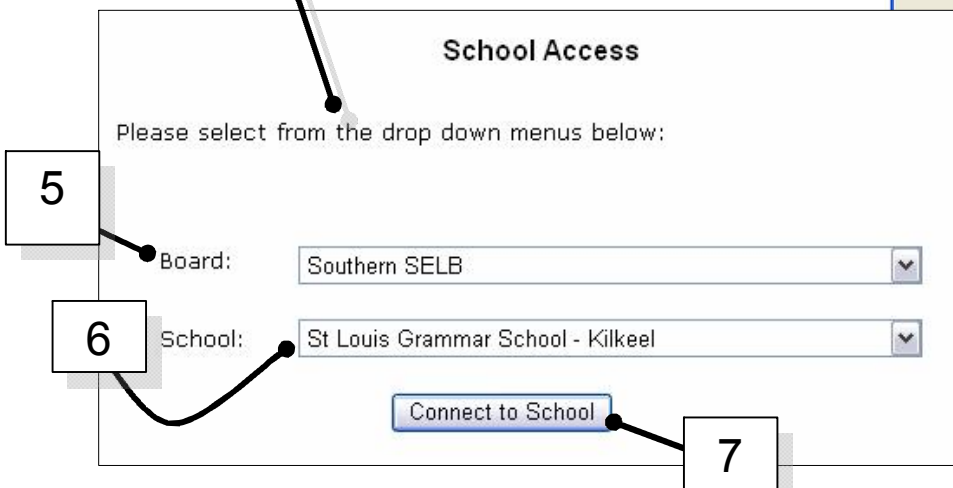 School Access
Please select from the drop down menus below:
5
Board: Southern SELB
6 School: St Louis Grammar School - Kilkeel
Connect to School
7